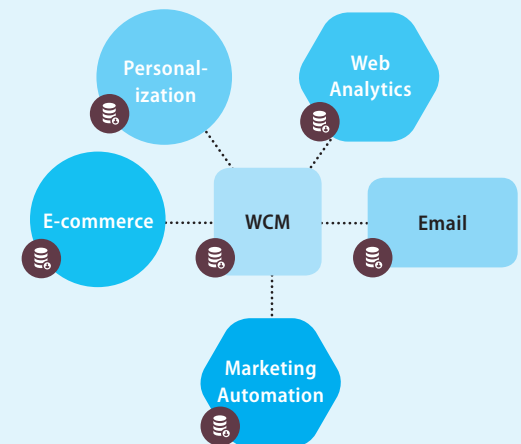 Personal-
ization
Web
Analytics
E-commerce
WCM
Email
Marketing
Automation